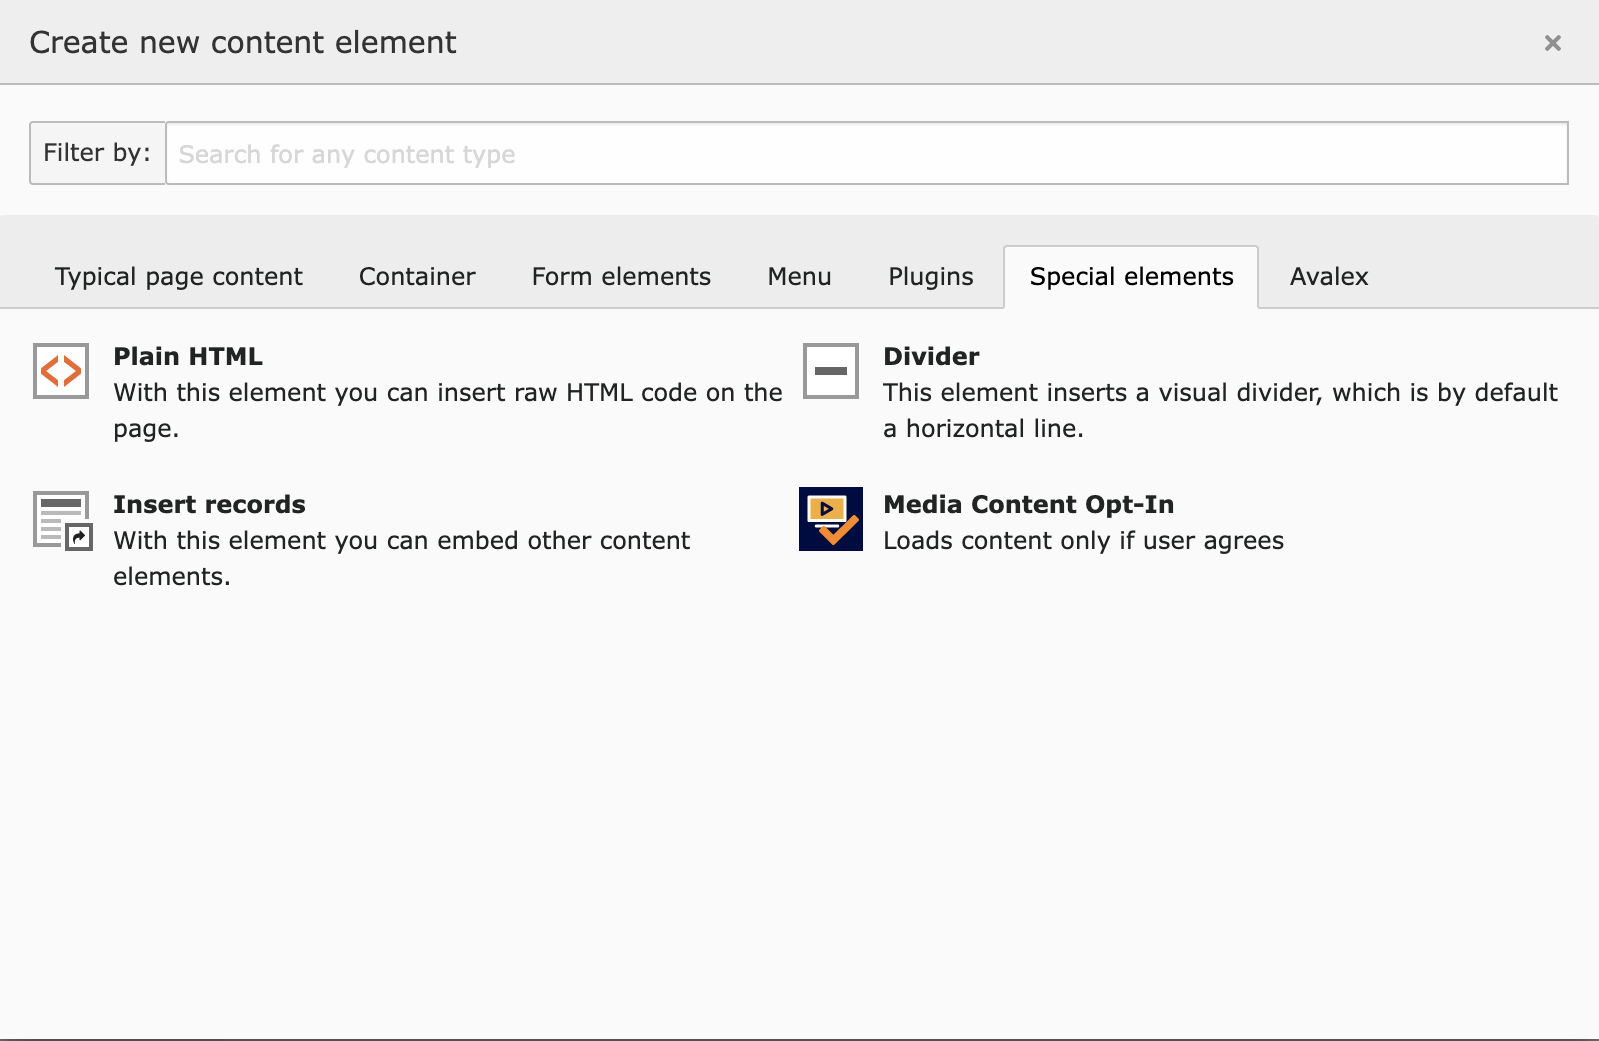 Create new content element
×
Filter by:
Search for any content type
Typical page content Container Form elements Menu Plugins Special elements Avalex
Plain HTML
With this element you can insert raw HTML code on the
page.
Divider
This element inserts a visual divider, which is by default
a horizontal line.
Insert records
With this element you can embed other content
elements.
Media Content Opt-In
Loads content only if user agrees